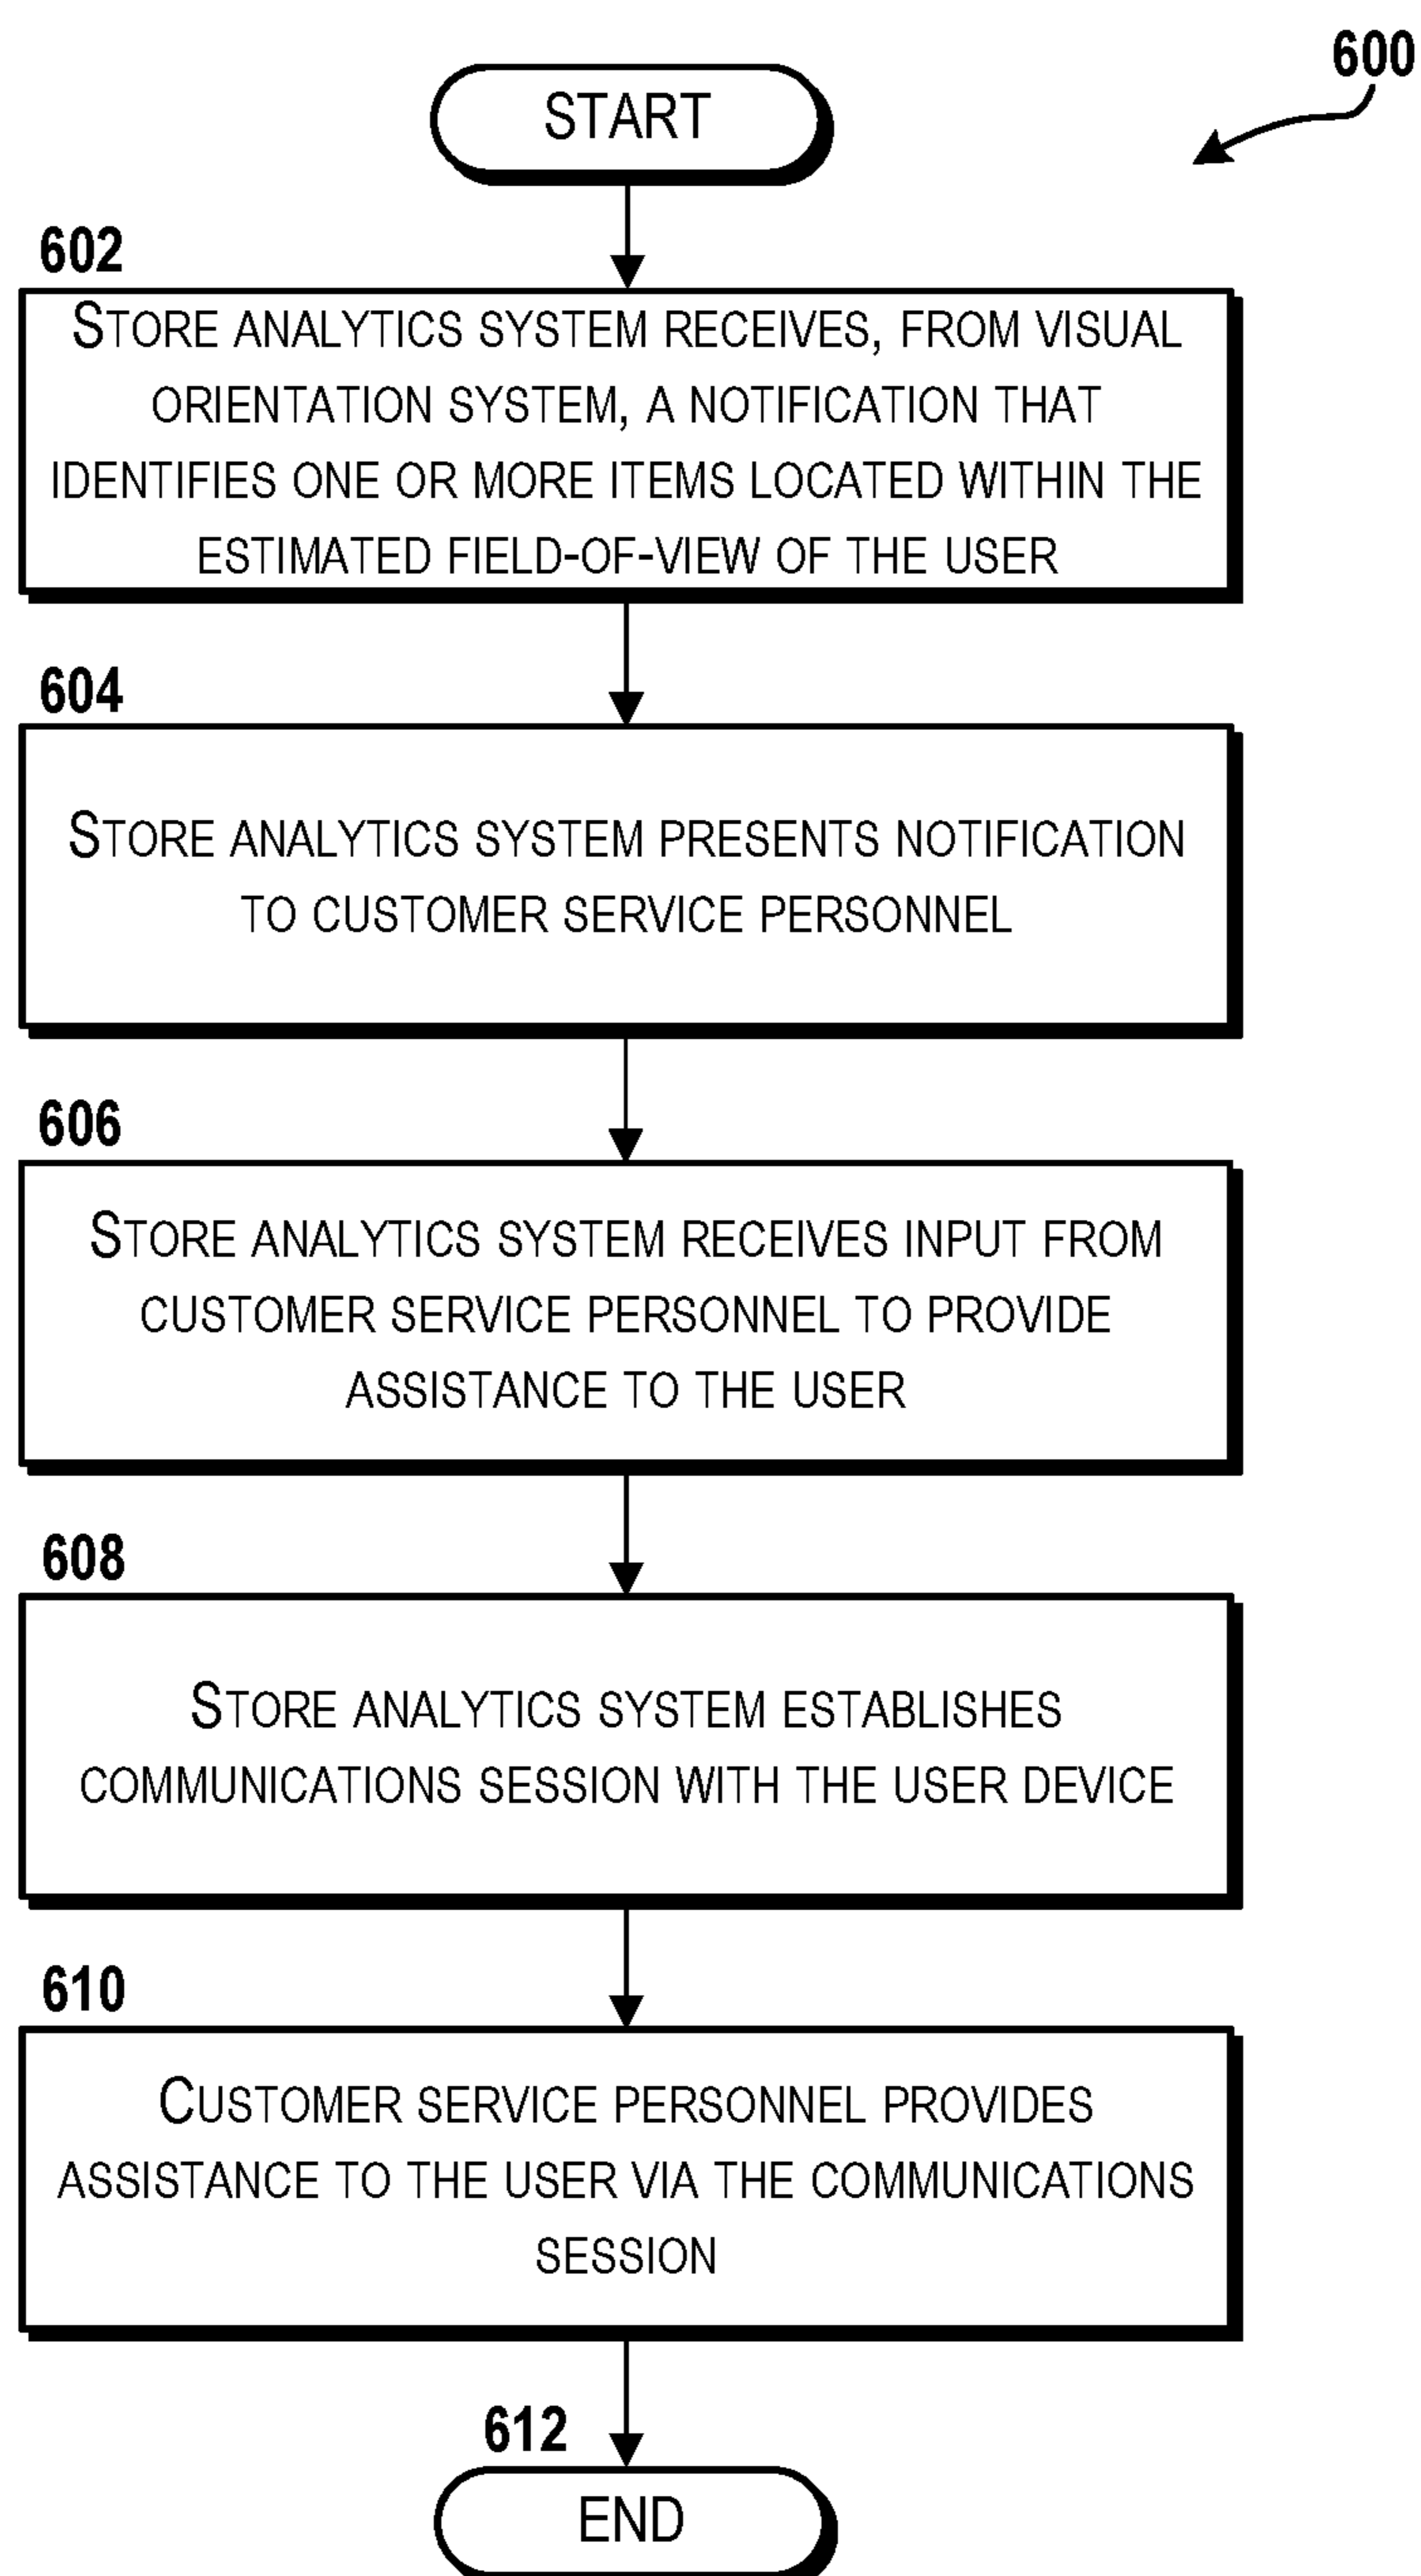 600
START
602
STORE ANALYTICS SYSTEM RECEIVES, FROM VISUAL
ORIENTATION SYSTEM, A NOTIFICATION THAT
IDENTIFIES ONE OR MORE ITEMS LOCATED WITHIN THE
ESTIMATED FIELD-OF-VIEW OF THE USER
604
STORE ANALYTICS SYSTEM PRESENTS NOTIFICATION
TO CUSTOMER SERVICE PERSONNEL
606
STORE ANALYTICS SYSTEM RECEIVES INPUT FROM
CUSTOMER SERVICE PERSONNEL TO PROVIDE
ASSISTANCE TO THE USER
608
STORE ANALYTICS SYSTEM ESTABLISHES
COMMUNICATIONS SESSION WITH THE USER DEVICE
610
CUSTOMER SERVICE PERSONNEL PROVIDES
ASSISTANCE TO THE USER VIA THE COMMUNICATIONS
SESSION
612
END